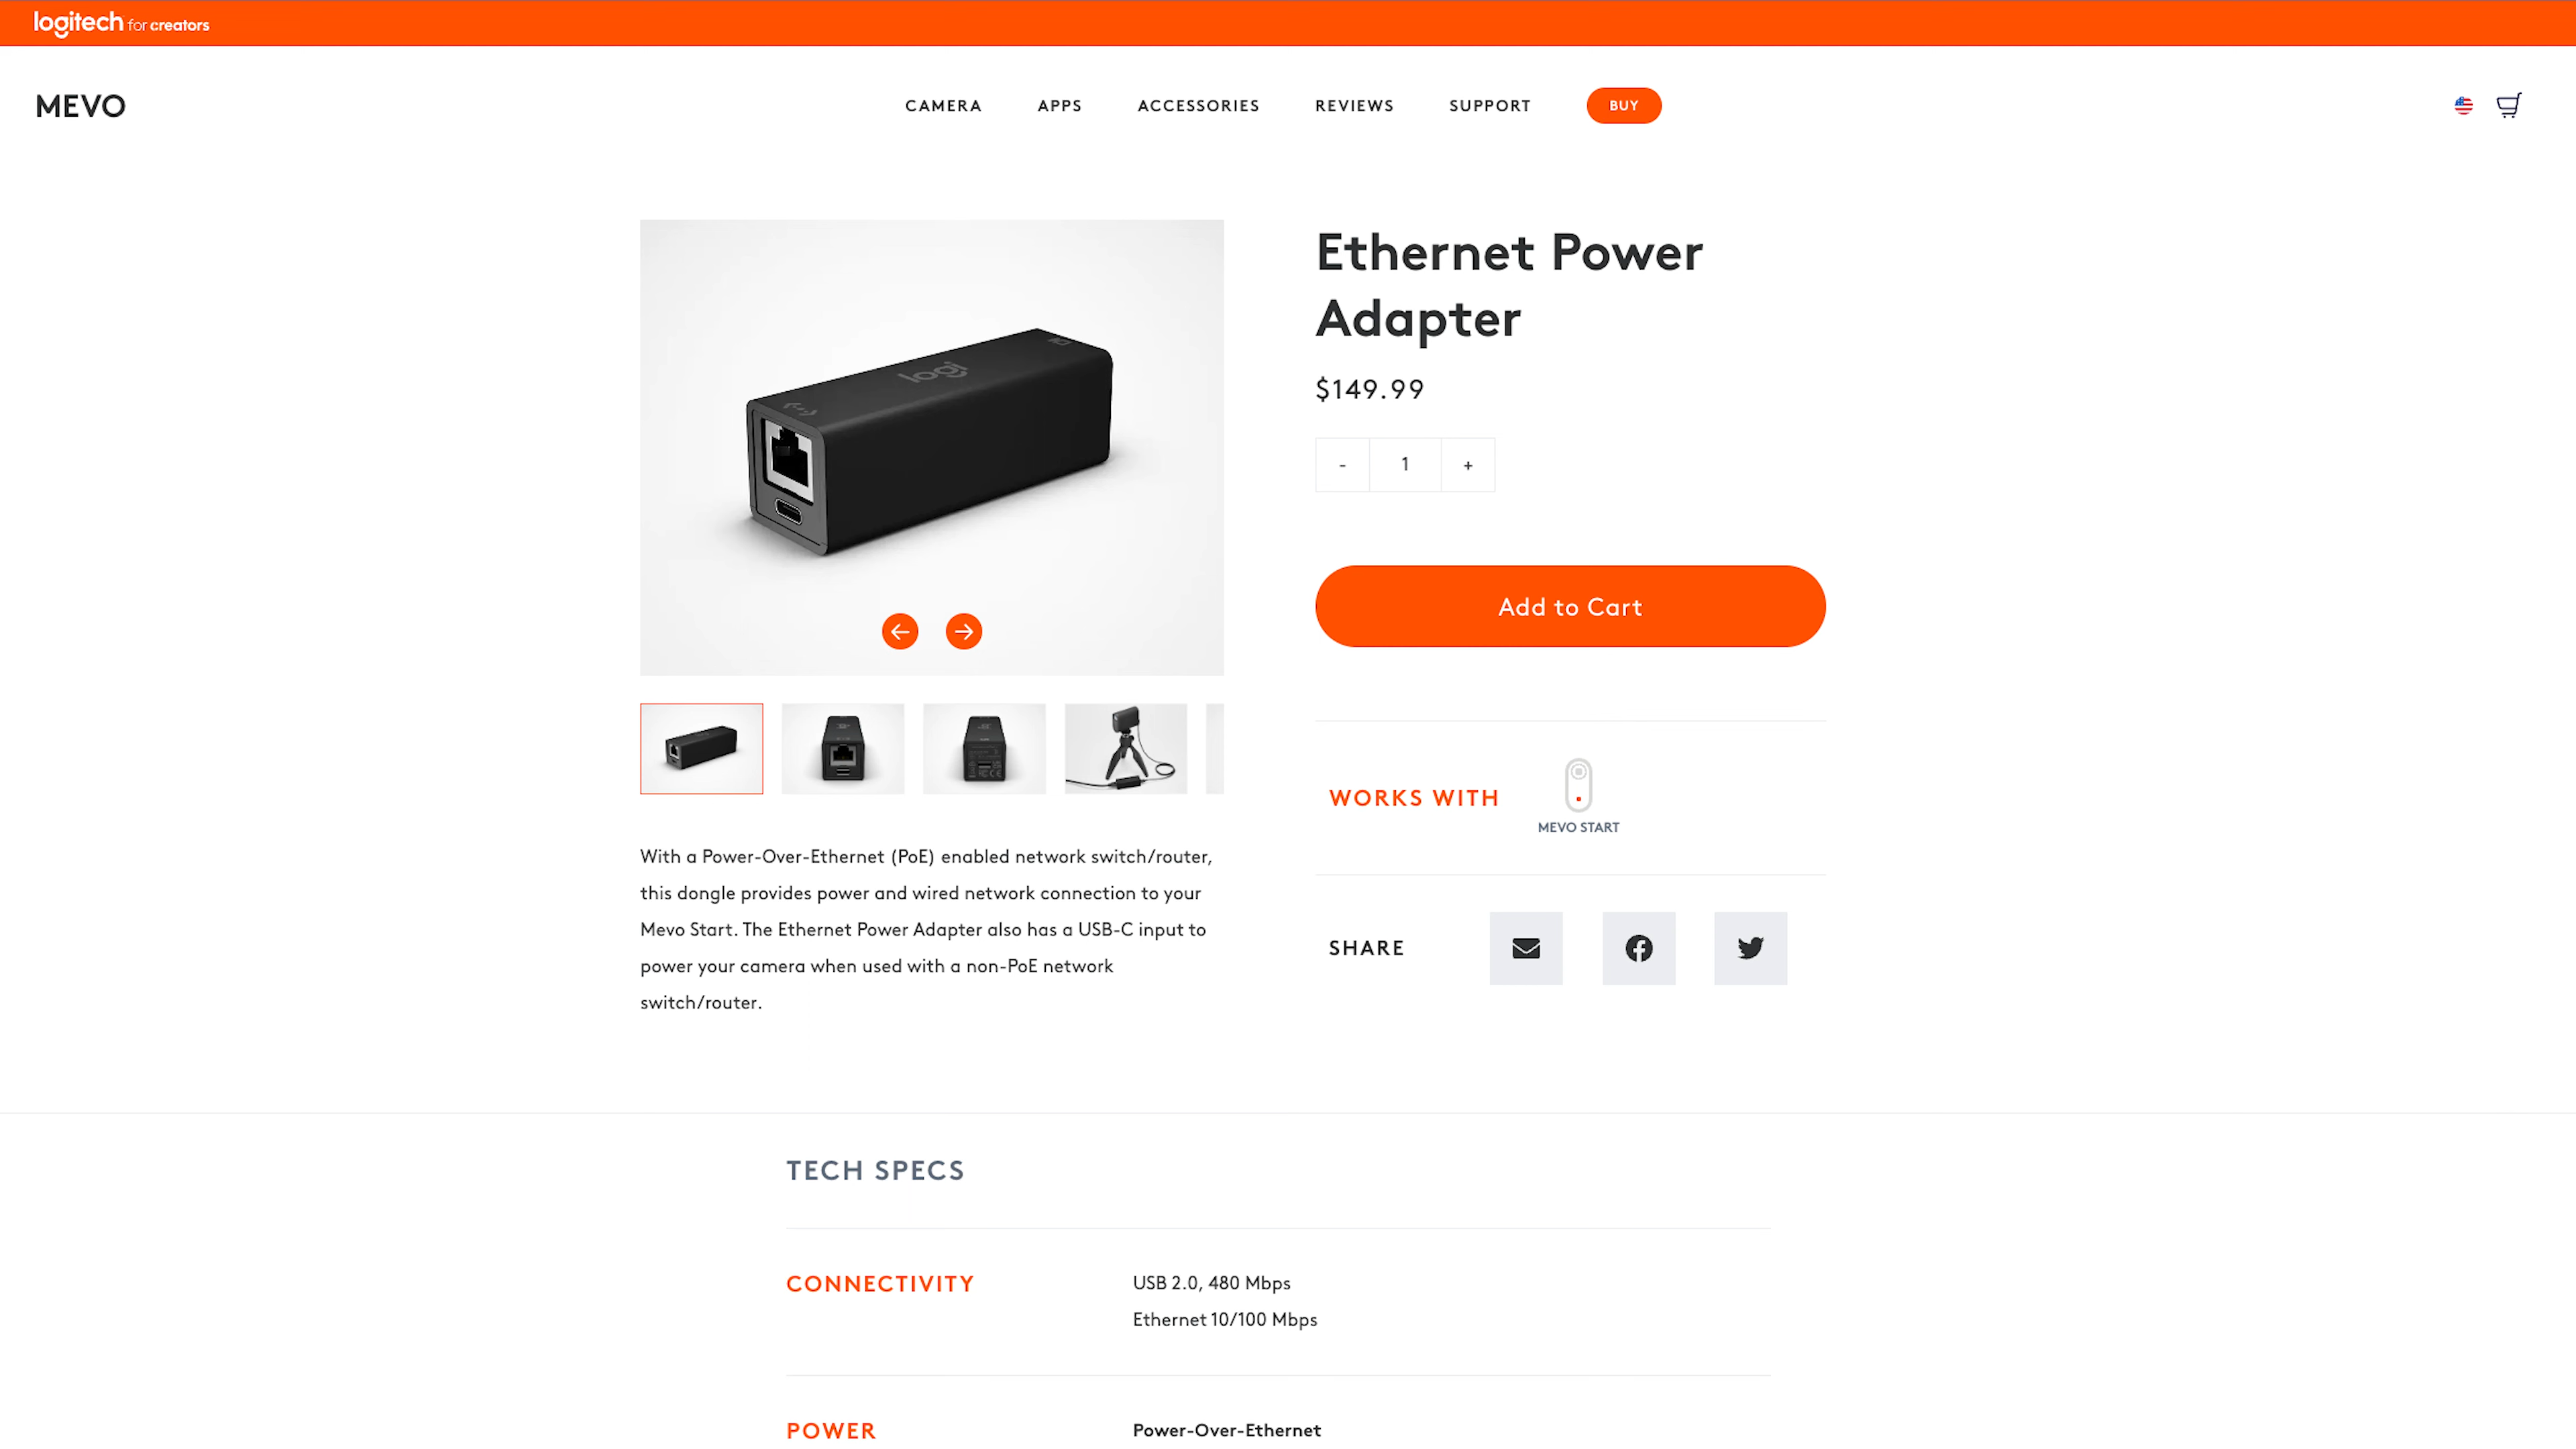 logitech for creators
MEVO
CAMERA
APPS
ACCESSORIES
REVIEWS
SUPPORT
BUY
logi
Ethernet Power
Adapter
$149.99
- 1 +
Add to Cart
WORKS WITH
MEVO START
SHARE
With a Power-Over-Ethernet (PoE) enabled network switch/router,
this dongle provides power and wired network connection to your
Mevo Start. The Ethernet Power Adapter also has a USB-C input to
power your camera when used with a non-PoE network
switch/router.
TECH SPECS
CONNECTIVITY
USB 2.0, 480 Mbps
Ethernet 10/100 Mbps
POWER
Power-Over-Ethernet